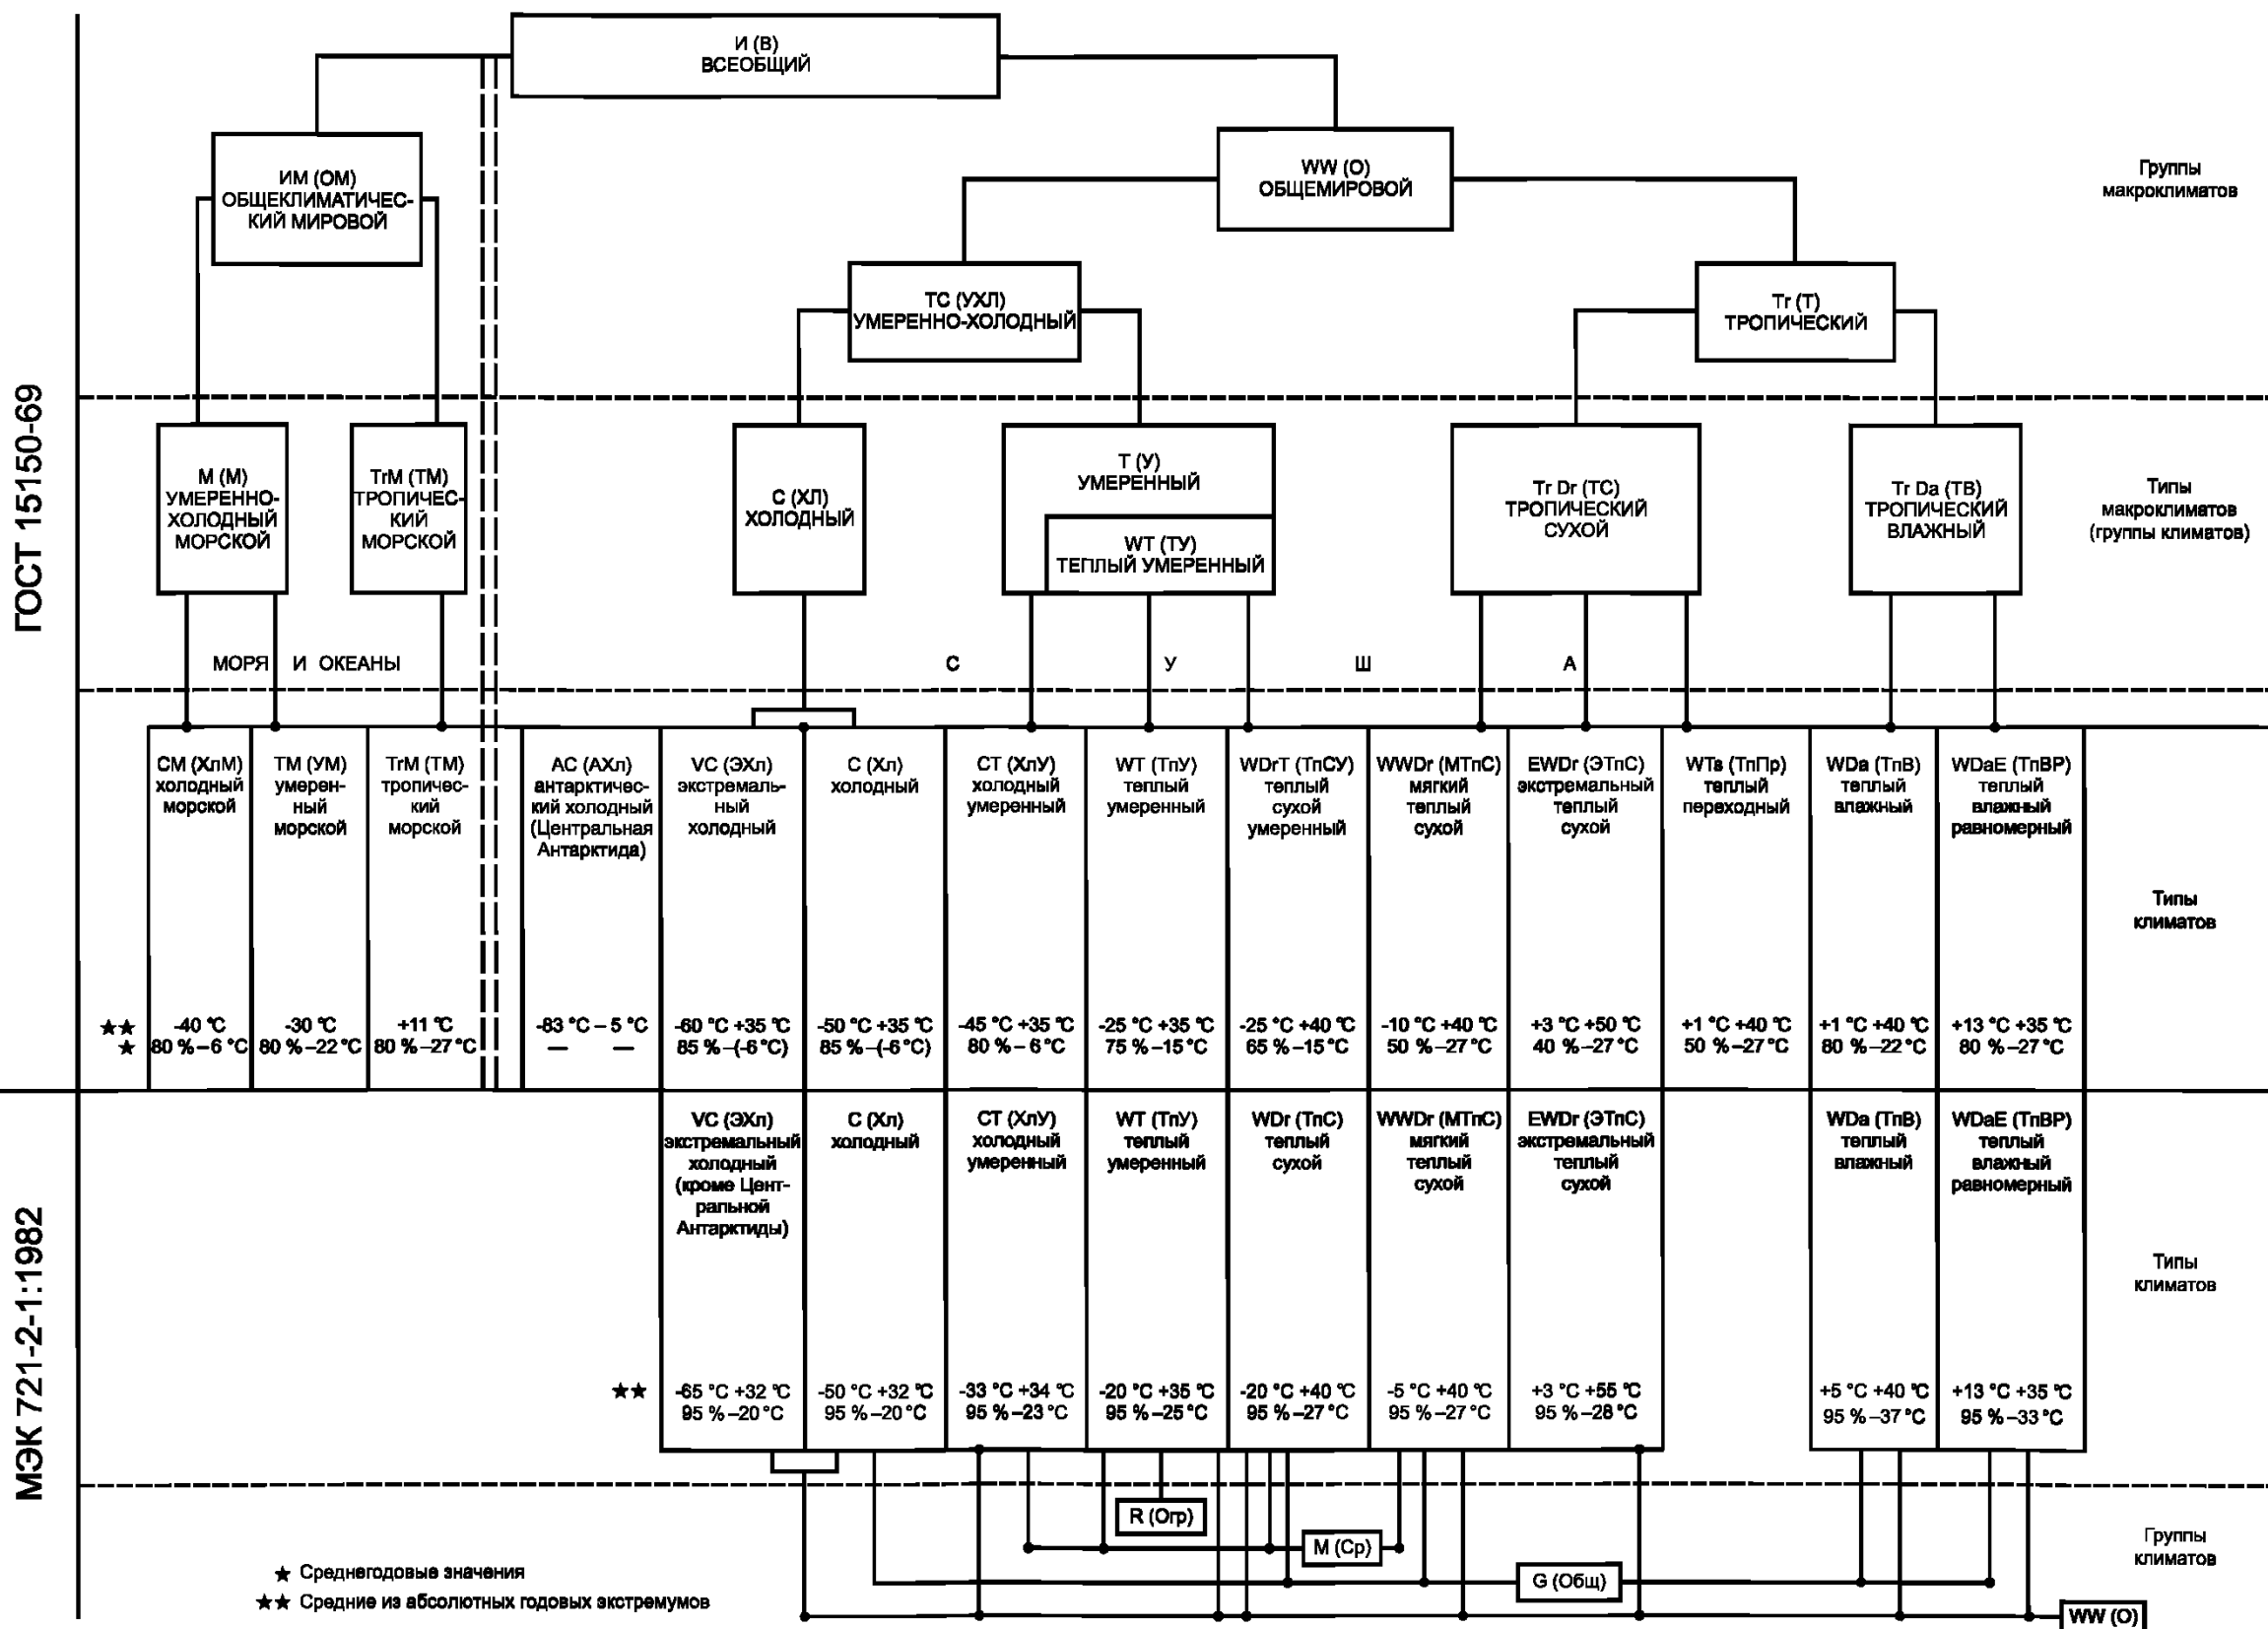 И (В)
ВСЕОБЩИЙ
ИМ (ОМ)
ОБЩЕКЛИМАТИЧЕС-
КИЙ МИРОВОЙ
WW (О)
ОБЩЕМИРОВОЙ
Группы
макроклиматов
ТС (УХЛ)
УМЕРЕННО-ХОЛОДНЫЙ
Tr (Т)
ТРОПИЧЕСКИЙ
ГОСТ 15150-69
М (М)
УМЕРЕННО-
ХОЛОДНЫЙ
МОРСКОЙ
TrM (ТМ)
ТРОПИЧЕС-
КИЙ
МОРСКОЙ
С (ХЛ)
ХОЛОДНЫЙ
Т (У)
УМЕРЕННЫЙ
WT (ТУ)
ТЕПЛЫЙ УМЕРЕННЫЙ
Tr Dr (ТС)
ТРОПИЧЕСКИЙ
СУХОЙ
Tr Da (ТВ)
ТРОПИЧЕСКИЙ
ВЛАЖНЫЙ
Типы
макроклиматов
(группы климатов)
МОРЯ И ОКЕАНЫ
С У Ш А
СМ (ХлМ)
холодный
морской
ТМ (УМ)
умерен-
ный
морской
TrM (ТМ)
тропичес-
кий
морской
АС (АХл)
антарктичес-
кий холодный
(Центральная
Антарктида)
VC (ЭХл)
экстремаль-
ный
холодный
С (Хл)
холодный
СТ (ХлУ)
холодный
умеренный
WT (ТпУ)
теплый
умеренный
WDrT (ТпСУ)
теплый
сухой
умеренный
WWDr (МТпС)
мягкий
теплый
сухой
EWDr (ЭТпС)
экстремальный
теплый
сухой
WTs (ТпПр)
теплый
переходный
WDa (ТпВ)
теплый
влажный
WDaE (ТпВР)
теплый
влажный
равномерный
Типы
климатов
★★ -40 °С -30 °С +11 °С -83 °С – 5 °С -60 °С +35 °С -50 °С +35 °С -45 °С +35 °С -25 °С +35 °С -25 °С +40 °С -10 °С +40 °С +3 °С +50 °С +1 °С +40 °С +1 °С +40 °С +13 °С +35 °С
★ 80 % – 6 °С 80 % –22 °С 80 % –27 °С — — 85 % –(-6 °С) 85 % –(-6 °С) 80 % – 6 °С 75 % –15 °С 65 % –15 °С 50 % –27 °С 40 % –27 °С 50 % –27 °С 80 % –22 °С 80 % –27 °С
МЭК 721-2-1:1982
VC (ЭХл)
экстремальный
холодный
(кроме Цент-
ральной
Антарктиды)
С (Хл)
холодный
СТ (ХлУ)
холодный
умеренный
WT (ТпУ)
теплый
умеренный
WDr (ТпС)
теплый
сухой
WWDr (МТпС)
мягкий
теплый
сухой
EWDr (ЭТпС)
экстремальный
теплый
сухой
WDa (ТпВ)
теплый
влажный
WDaE (ТпВР)
теплый
влажный
равномерный
Типы
климатов
★★ -65 °С +32 °С -50 °С +32 °С -33 °С +34 °С -20 °С +35 °С -20 °С +40 °С -5 °С +40 °С +3 °С +55 °С +5 °С +40 °С +13 °С +35 °С
95 % –20 °С 95 % –20 °С 95 % –23 °С 95 % –25 °С 95 % –27 °С 95 % –27 °С 95 % –28 °С 95 % –37 °С 95 % –33 °С
R (Огр)
М (Ср)
G (Общ)
WW (О)
Группы
климатов
★ Среднегодовые значения
★★ Средние из абсолютных годовых экстремумов